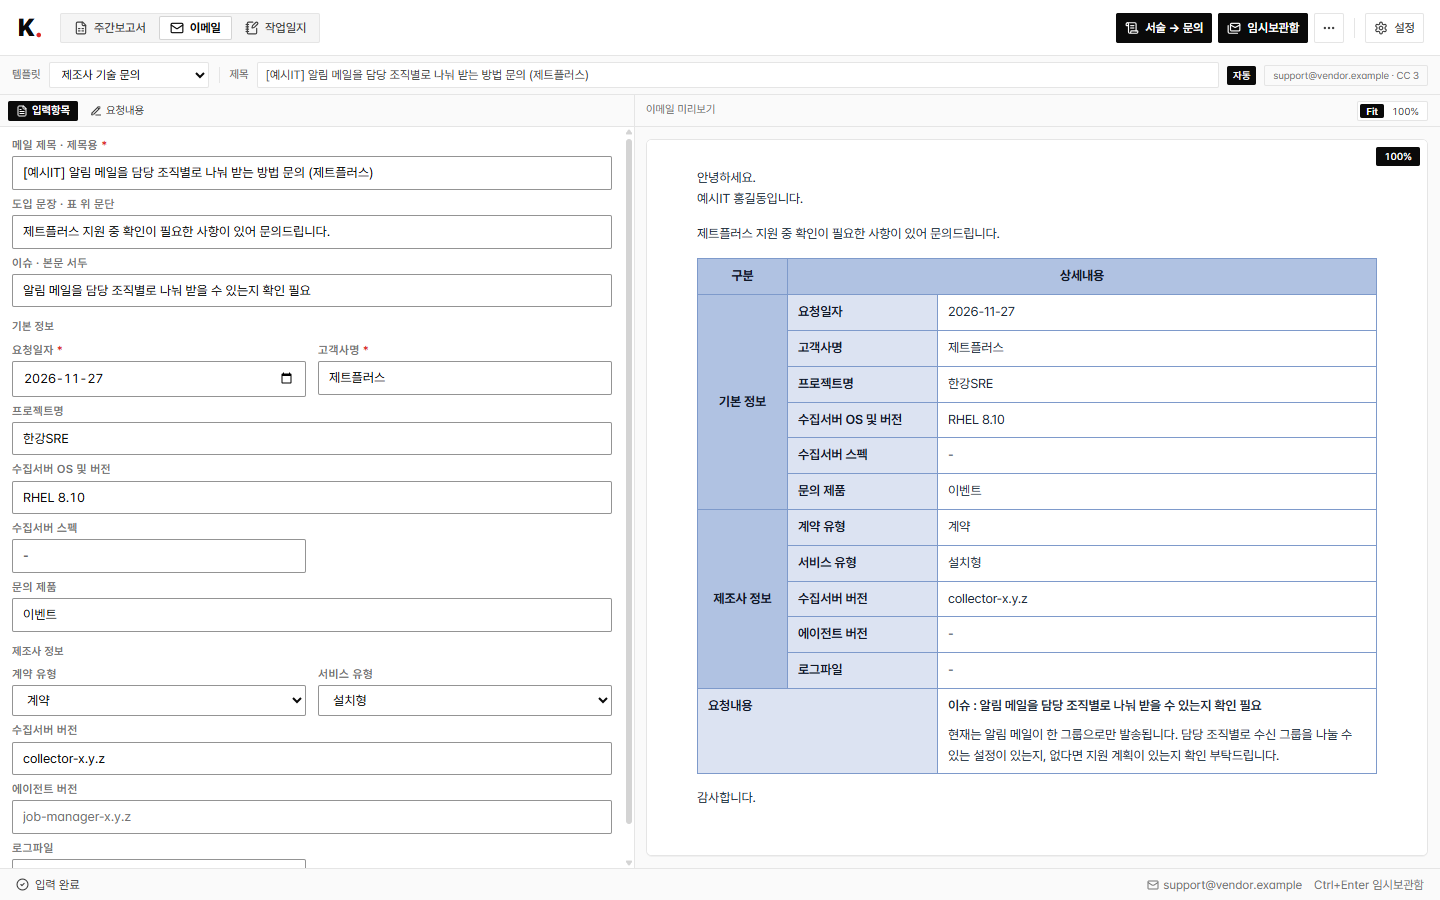 K.
주간보고서
이메일
작업일지
서술 → 문의
임시보관함
설정
템플릿
제조사 기술 문의
제목
[예시IT] 알림 메일을 담당 조직별로 나눠 받는 방법 문의 (제트플러스)
자동
support@vendor.example · CC 3
입력항목
요청내용
이메일 미리보기
Fit
100%
메일 제목 · 제목용 *
[예시IT] 알림 메일을 담당 조직별로 나눠 받는 방법 문의 (제트플러스)
도입 문장 · 표 위 문단
제트플러스 지원 중 확인이 필요한 사항이 있어 문의드립니다.
이슈 · 본문 서두
알림 메일을 담당 조직별로 나눠 받을 수 있는지 확인 필요
기본 정보
요청일자 *
고객사명 *
2026-11-27
제트플러스
프로젝트명
한강SRE
수집서버 OS 및 버전
RHEL 8.10
수집서버 스펙
-
문의 제품
이벤트
제조사 정보
계약 유형
서비스 유형
계약
설치형
수집서버 버전
collector-x.y.z
에이전트 버전
job-manager-x.y.z
로그파일
100%
안녕하세요.
예시IT 홍길동입니다.
제트플러스 지원 중 확인이 필요한 사항이 있어 문의드립니다.
구분
상세내용
기본 정보
요청일자
2026-11-27
고객사명
제트플러스
프로젝트명
한강SRE
수집서버 OS 및 버전
RHEL 8.10
수집서버 스펙
-
문의 제품
이벤트
제조사 정보
계약 유형
계약
서비스 유형
설치형
수집서버 버전
collector-x.y.z
에이전트 버전
-
로그파일
-
요청내용
이슈 : 알림 메일을 담당 조직별로 나눠 받을 수 있는지 확인 필요
현재는 알림 메일이 한 그룹으로만 발송됩니다. 담당 조직별로 수신 그룹을 나눌 수
있는 설정이 있는지, 없다면 지원 계획이 있는지 확인 부탁드립니다.
감사합니다.
입력 완료
support@vendor.example
Ctrl+Enter 임시보관함